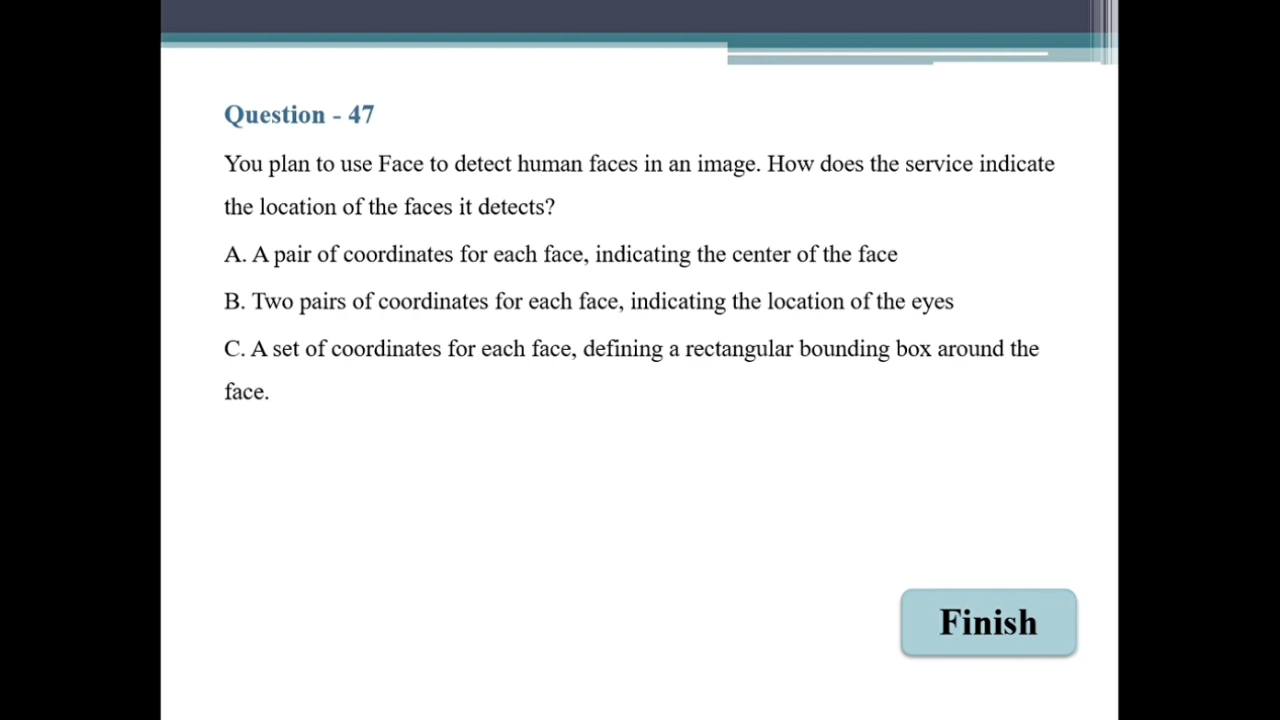 Question - 47
You plan to use Face to detect human faces in an image. How does the service indicate
the location of the faces it detects?
A. A pair of coordinates for each face, indicating the center of the face
B. Two pairs of coordinates for each face, indicating the location of the eyes
C. A set of coordinates for each face, defining a rectangular bounding box around the
face.
Finish